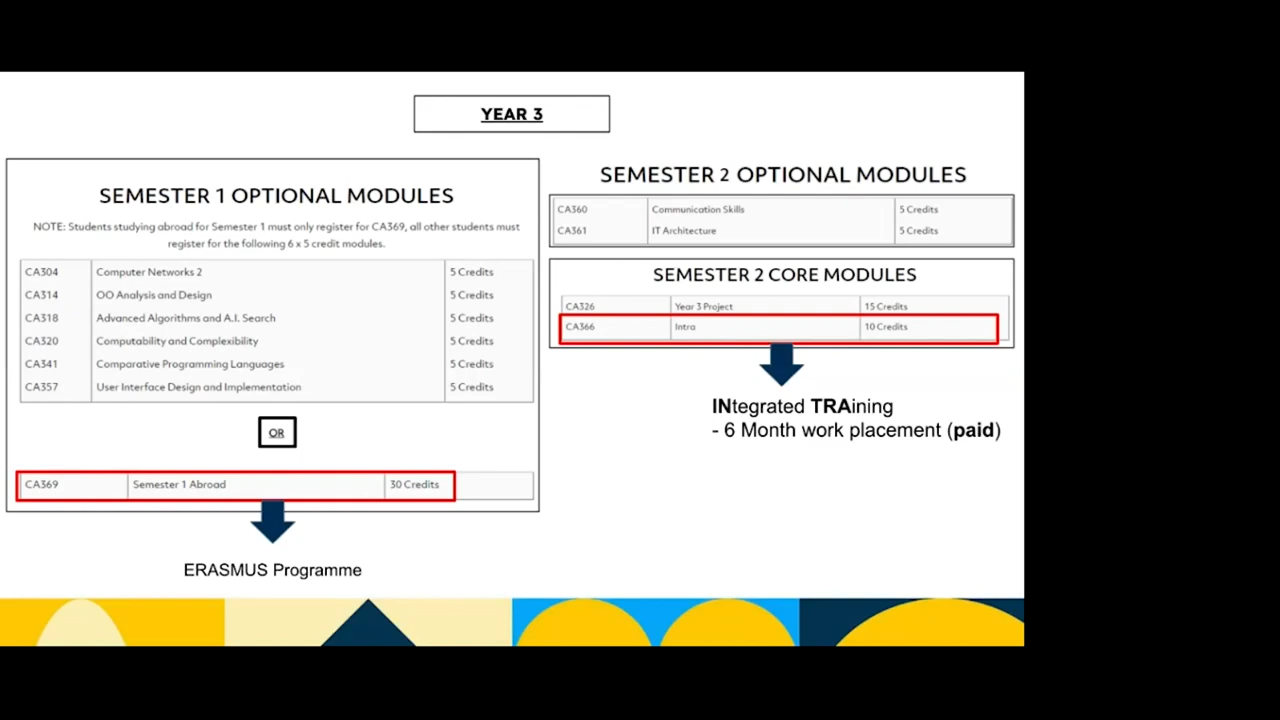 YEAR 3
SEMESTER 1 OPTIONAL MODULES
NOTE: Students studying abroad for Semester 1 must only register for CA369, all other students must
register for the following 6 x 5 credit modules.
CA304 Computer Networks 2 5 Credits
CA314 OO Analysis and Design 5 Credits
CA318 Advanced Algorithms and A.I. Search 5 Credits
CA320 Computability and Complexibility 5 Credits
CA341 Comparative Programming Languages 5 Credits
CA357 User Interface Design and Implementation 5 Credits
OR
CA369 Semester 1 Abroad 30 Credits
ERASMUS Programme
SEMESTER 2 OPTIONAL MODULES
CA360 Communication Skills 5 Credits
CA361 IT Architecture 5 Credits
SEMESTER 2 CORE MODULES
CA326 Year 3 Project 15 Credits
CA366 Intra 10 Credits
INtegrated TRAining
- 6 Month work placement (paid)